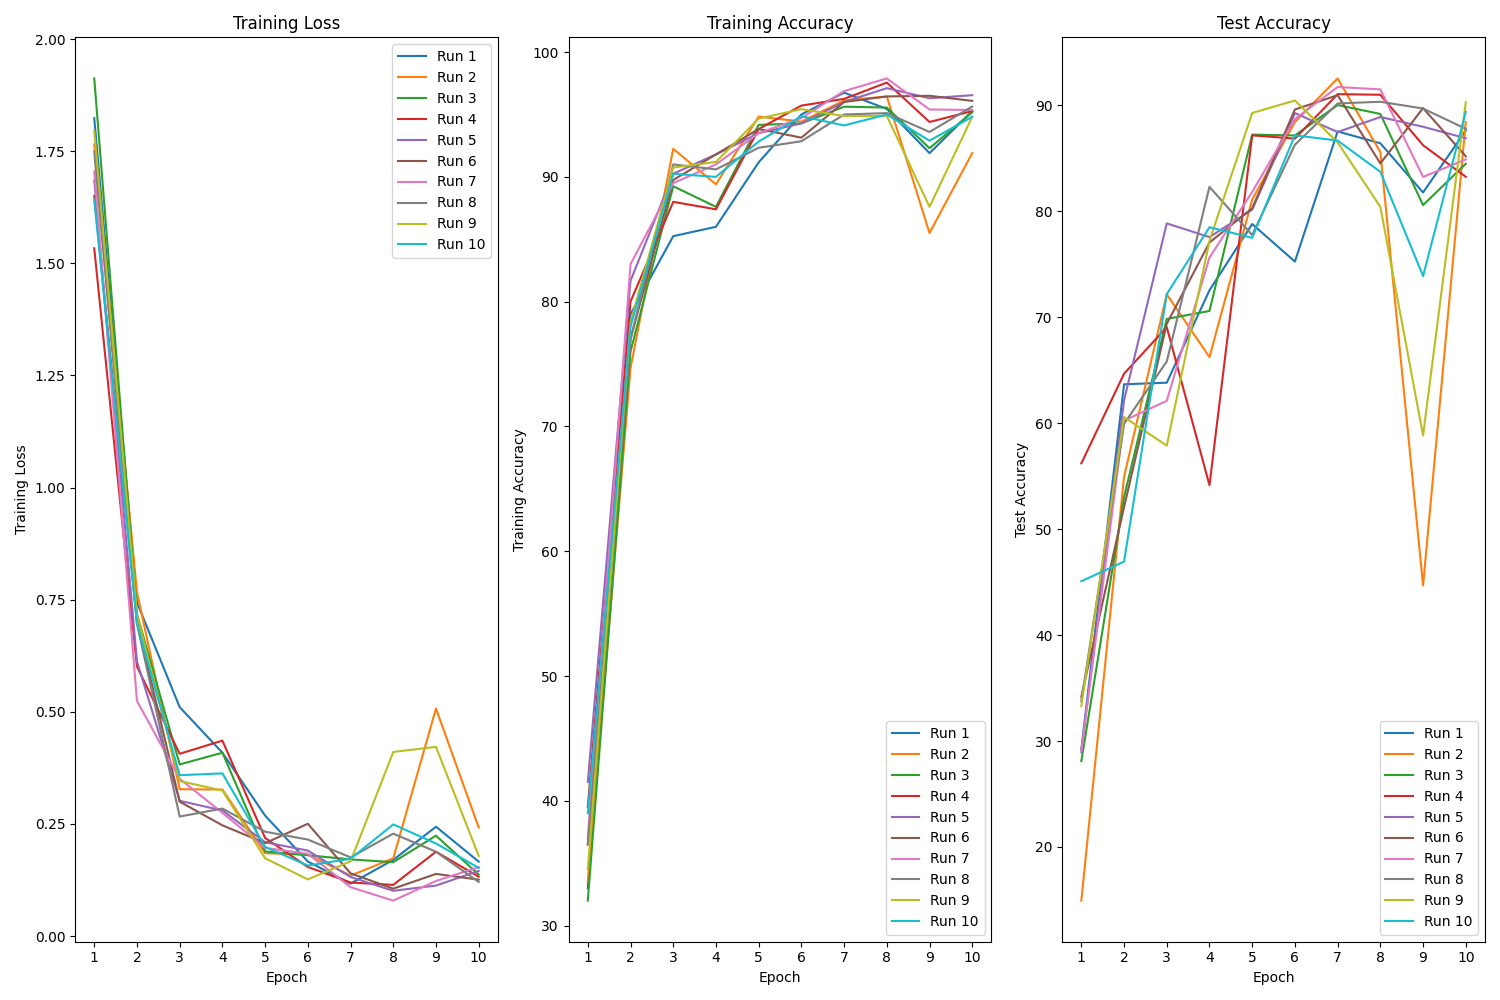 Training Loss
Training Loss
2.00
1.75
1.50
1.25
1.00
0.75
0.50
0.25
0.00
1 2 3 4 5 6 7 8 9 10
Epoch
Run 1
Run 2
Run 3
Run 4
Run 5
Run 6
Run 7
Run 8
Run 9
Run 10
Training Accuracy
Training Accuracy
100
90
80
70
60
50
40
30
1 2 3 4 5 6 7 8 9 10
Epoch
Run 1
Run 2
Run 3
Run 4
Run 5
Run 6
Run 7
Run 8
Run 9
Run 10
Test Accuracy
Test Accuracy
90
80
70
60
50
40
30
20
1 2 3 4 5 6 7 8 9 10
Epoch
Run 1
Run 2
Run 3
Run 4
Run 5
Run 6
Run 7
Run 8
Run 9
Run 10